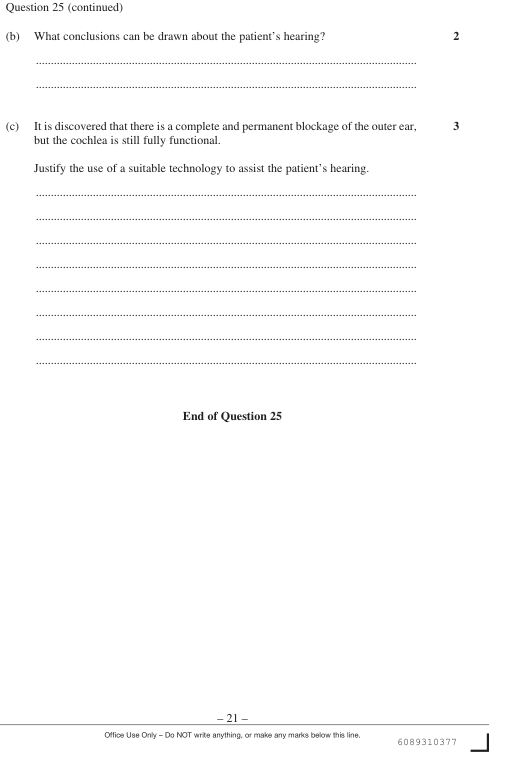 Question 25 (continued)
(b) What conclusions can be drawn about the patient's hearing? 2
................................................................................................................................
................................................................................................................................
(c) It is discovered that there is a complete and permanent blockage of the outer ear, 3
but the cochlea is still fully functional.
Justify the use of a suitable technology to assist the patient's hearing.
................................................................................................................................
................................................................................................................................
................................................................................................................................
................................................................................................................................
................................................................................................................................
................................................................................................................................
................................................................................................................................
................................................................................................................................
End of Question 25
– 21 –
Office Use Only – Do NOT write anything, or make any marks below this line.
6089310377